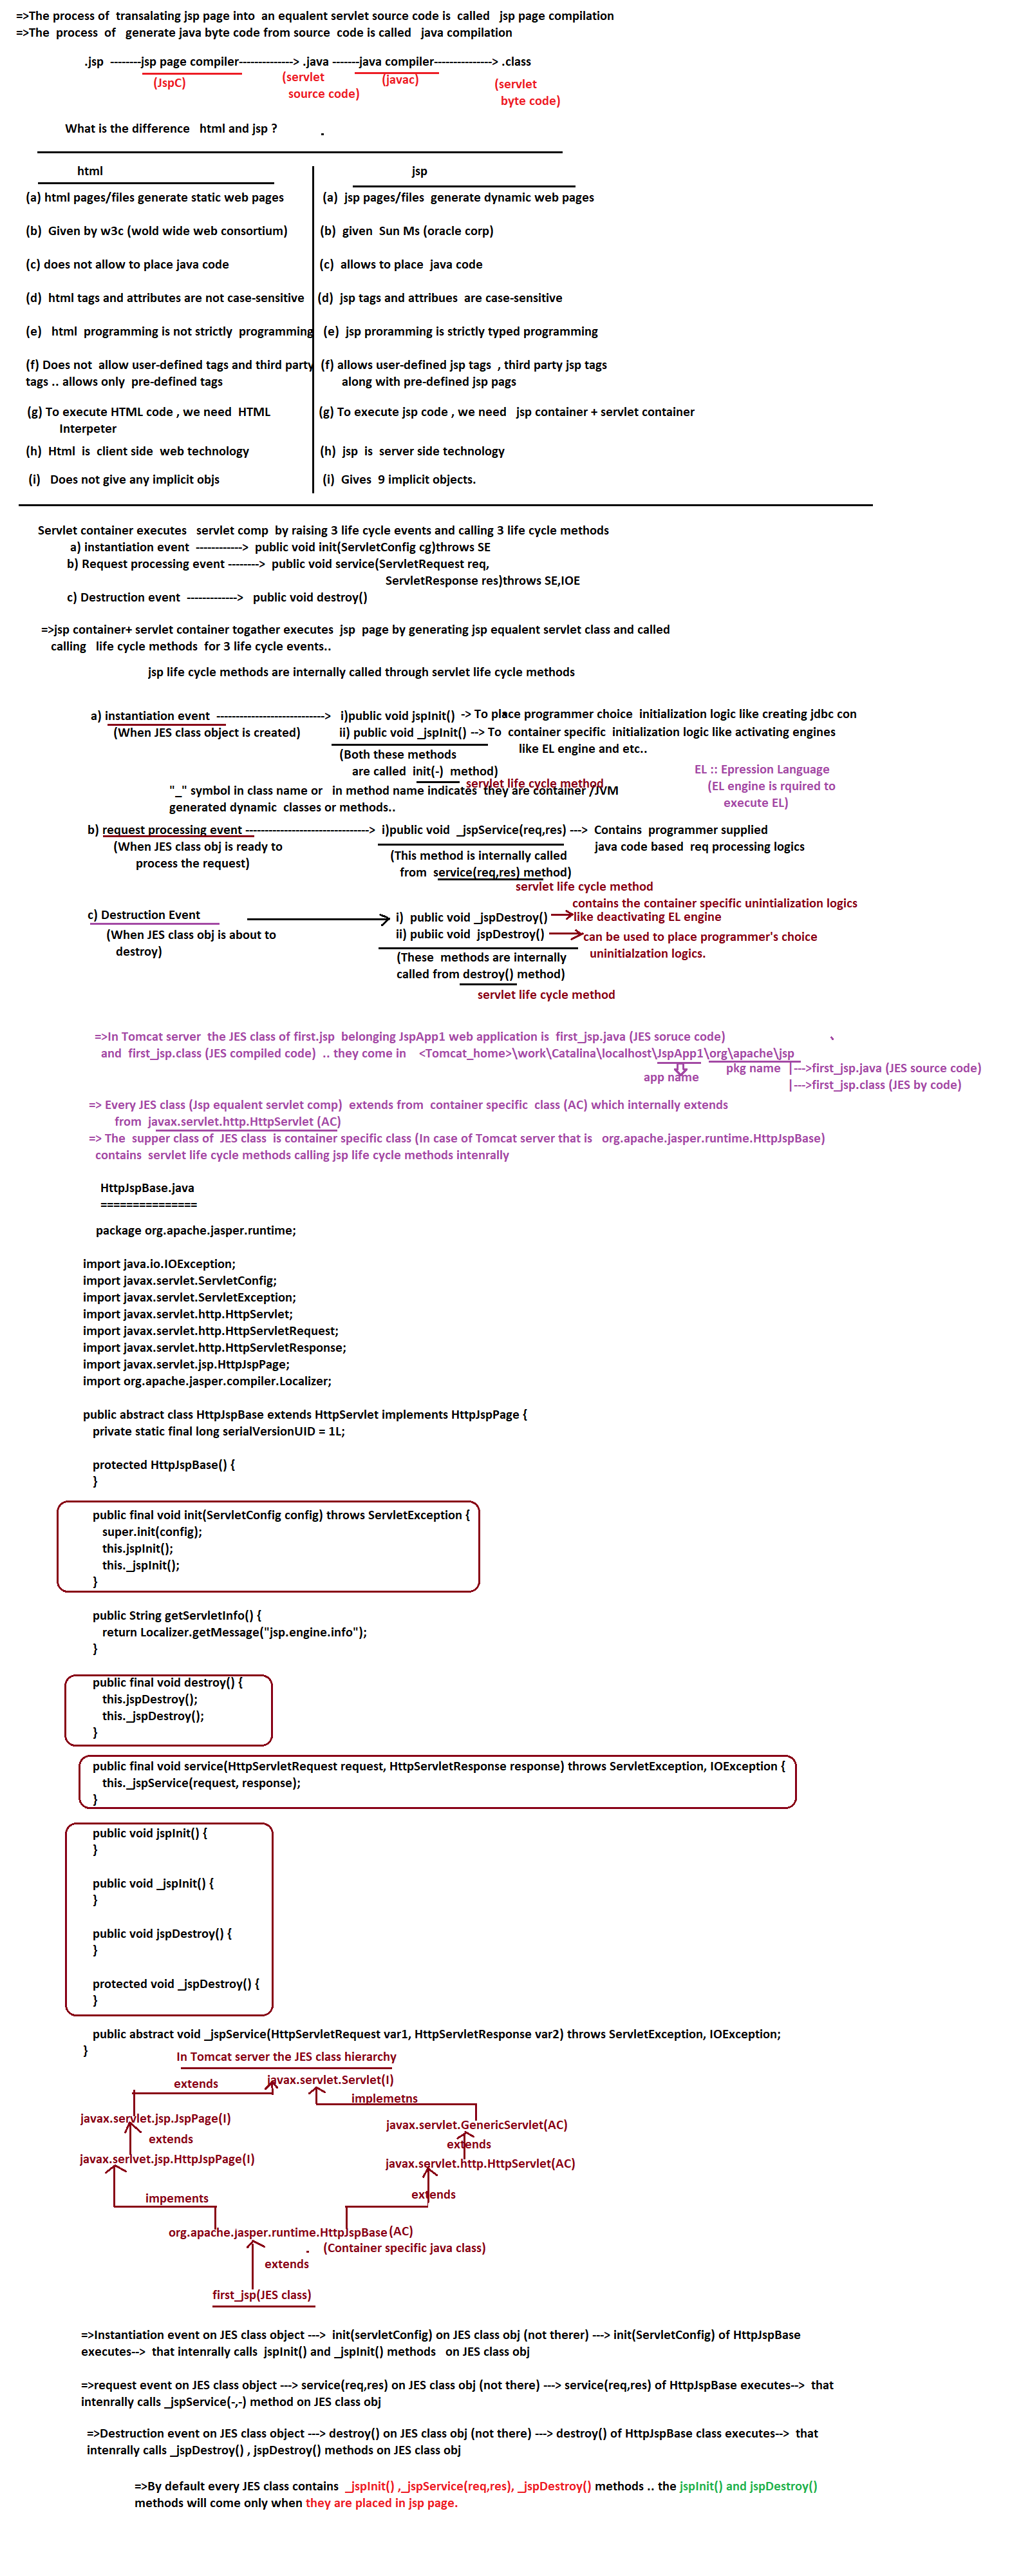 =>The process of  transalating jsp page into  an equalent servlet source code is  called   jsp page compilation
=>The  process  of   generate java byte code from source  code is called   java compilation
.jsp  --------jsp page compiler--------------> .java -------java compiler---------------> .class
(JspC)
(servlet
source code)
(javac)
(servlet
byte code)
What is the difference   html and jsp ?
html
jsp
(a) html pages/files generate static web pages
(a)  jsp pages/files  generate dynamic web pages
(b)  Given by w3c (wold wide web consortium)
(b)  given  Sun Ms (oracle corp)
(c) does not allow to place java code
(c)  allows to place  java code
(d)  html tags and attributes are not case-sensitive
(d)  jsp tags and attribues  are case-sensitive
(e)   html  programming is not strictly  programming
(e)  jsp proramming is strictly typed programming
(f) Does not  allow user-defined tags and third party
tags .. allows only  pre-defined tags
(f) allows user-defined jsp tags  , third party jsp tags
along with pre-defined jsp pags
(g) To execute HTML code , we need  HTML
Interpeter
(g) To execute jsp code , we need   jsp container + servlet container
(h)  Html  is  client side  web technology
(h)  jsp  is  server side technology
(i)   Does not give any implicit objs
(i)  Gives  9 implicit objects.
Servlet container executes   servlet comp  by raising 3 life cycle events and calling 3 life cycle methods
a) instantiation event  ------------>  public void init(ServletConfig cg)throws SE
b) Request processing event -------->  public void service(ServletRequest req,
ServletResponse res)throws SE,IOE
c) Destruction event  ------------->   public void destroy()
=>jsp container+ servlet container togather executes  jsp  page by generating jsp equalent servlet class and called
calling   life cycle methods  for 3 life cycle events..
jsp life cycle methods are internally called through servlet life cycle methods
a) instantiation event  ---------------------------->   i)public void jspInit()  -> To place programmer choice  initialization logic like creating jdbc con
(When JES class object is created)
ii) public void _jspInit() --> To  container specific  initialization logic like activating engines
like EL engine and etc..
(Both these methods
are called  init(-)  method)
servlet life cycle method
EL :: Epression Language
(EL engine is rquired to
execute EL)
"_" symbol in class name or   in method name indicates  they are container /JVM
generated dynamic  classes or methods..
b) request processing event -------------------------------->  i)public void  _jspService(req,res) --->  Contains  programmer supplied
java code based  req processing logics
(When JES class obj is ready to
process the request)
(This method is internally called
from  service(req,res) method)
servlet life cycle method
c) Destruction Event
(When JES class obj is about to
destroy)
i)  public void _jspDestroy()
contains the container specific unintialization logics
like deactivating EL engine
ii) pubiic void  jspDestroy()
can be used to place programmer's choice
uninitialzation logics.
(These  methods are internally
called from destroy() method)
servlet life cycle method
=>In Tomcat server  the JES class of first.jsp  belonging JspApp1 web application is  first_jsp.java (JES soruce code)
and  first_jsp.class (JES compiled code)  .. they come in    <Tomcat_home>\work\Catalina\localhost\JspApp1\org\apache\jsp
app name
pkg name  |--->first_jsp.java (JES source code)
|--->first_jsp.class (JES by code)
=> Every JES class (Jsp equalent servlet comp)  extends from  container specific  class (AC) which internally extends
from  javax.servlet.http.HttpServlet (AC)
=> The  supper class of  JES class  is container specific class (In case of Tomcat server that is   org.apache.jasper.runtime.HttpJspBase)
contains  servlet life cycle methods calling jsp life cycle methods intenrally
HttpJspBase.java
===============
package org.apache.jasper.runtime;
import java.io.IOException;
import javax.servlet.ServletConfig;
import javax.servlet.ServletException;
import javax.servlet.http.HttpServlet;
import javax.servlet.http.HttpServletRequest;
import javax.servlet.http.HttpServletResponse;
import javax.servlet.jsp.HttpJspPage;
import org.apache.jasper.compiler.Localizer;
public abstract class HttpJspBase extends HttpServlet implements HttpJspPage {
private static final long serialVersionUID = 1L;
protected HttpJspBase() {
}
public final void init(ServletConfig config) throws ServletException {
super.init(config);
this.jspInit();
this._jspInit();
}
public String getServletInfo() {
return Localizer.getMessage("jsp.engine.info");
}
public final void destroy() {
this.jspDestroy();
this._jspDestroy();
}
public final void service(HttpServletRequest request, HttpServletResponse response) throws ServletException, IOException {
this._jspService(request, response);
}
public void jspInit() {
}
public void _jspInit() {
}
public void jspDestroy() {
}
protected void _jspDestroy() {
}
public abstract void _jspService(HttpServletRequest var1, HttpServletResponse var2) throws ServletException, IOException;
}
In Tomcat server the JES class hierarchy
javax.servlet.Servlet(I)
extends
implemetns
javax.servlet.jsp.JspPage(I)
javax.servlet.GenericServlet(AC)
extends
extends
javax.serlvet.jsp.HttpJspPage(I)
javax.servlet.http.HttpServlet(AC)
impements
extends
org.apache.jasper.runtime.HttpJspBase (AC)
(Container specific java class)
extends
first_jsp(JES class)
=>Instantiation event on JES class object --->  init(servletConfig) on JES class obj (not therer) ---> init(ServletConfig) of HttpJspBase
executes-->  that intenrally calls  jspInit() and _jspInit() methods   on JES class obj
=>request event on JES class object ---> service(req,res) on JES class obj (not there) ---> service(req,res) of HttpJspBase executes-->  that
intenrally calls _jspService(-,-) method on JES class obj
=>Destruction event on JES class object ---> destroy() on JES class obj (not there) ---> destroy() of HttpJspBase class executes-->  that
intenrally calls _jspDestroy() , jspDestroy() methods on JES class obj
=>By default every JES class contains  _jspInit() ,_jspService(req,res), _jspDestroy() methods .. the jspInit() and jspDestroy()
methods will come only when they are placed in jsp page.